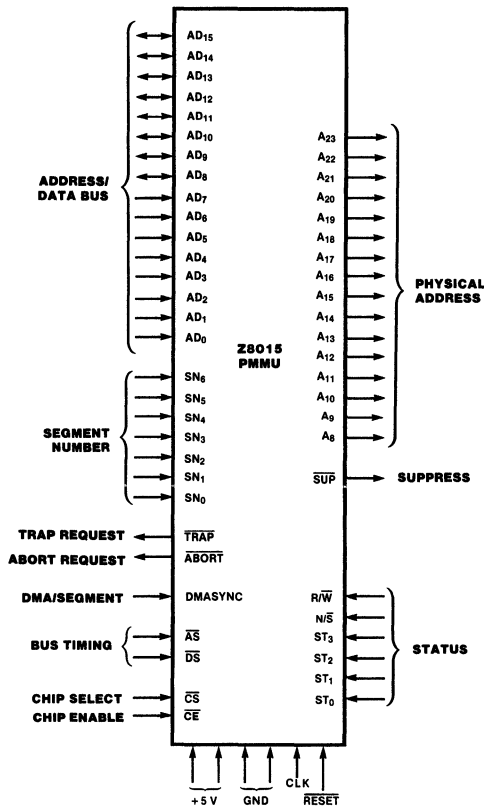 ADDRESS/
DATA BUS
AD15
AD14
AD13
AD12
AD11
AD10
AD9
AD8
AD7
AD6
AD5
AD4
AD3
AD2
AD1
AD0
SEGMENT
NUMBER
SN6
SN5
SN4
SN3
SN2
SN1
SN0
TRAP REQUEST
TRAP
ABORT REQUEST
ABORT
DMA/SEGMENT
DMASYNC
BUS TIMING
AS
DS
CHIP SELECT
CS
CHIP ENABLE
CE
Z8015
PMMU
A23
A22
A21
A20
A19
A18
A17
A16
A15
A14
A13
A12
A11
A10
A9
A8
PHYSICAL
ADDRESS
SUP
SUPPRESS
R/W
N/S
ST3
ST2
ST1
ST0
STATUS
+5 V
GND
CLK
RESET